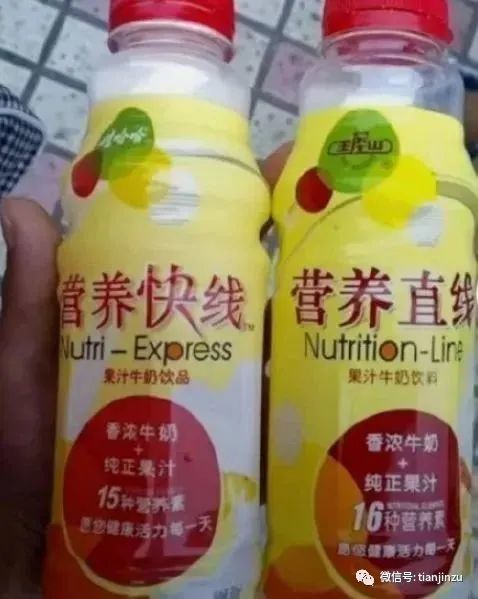 娃哈哈
营养快线
Nutri-Express
果汁牛奶饮品
香浓牛奶
+
纯正果汁
15种营养素
愿您健康活力每一天
王屋山
营养直线
Nutrition-Line
果汁牛奶饮料
香浓牛奶
+
纯正果汁
16种营养素
愿您健康活力每一天
微信号: tianjinzu